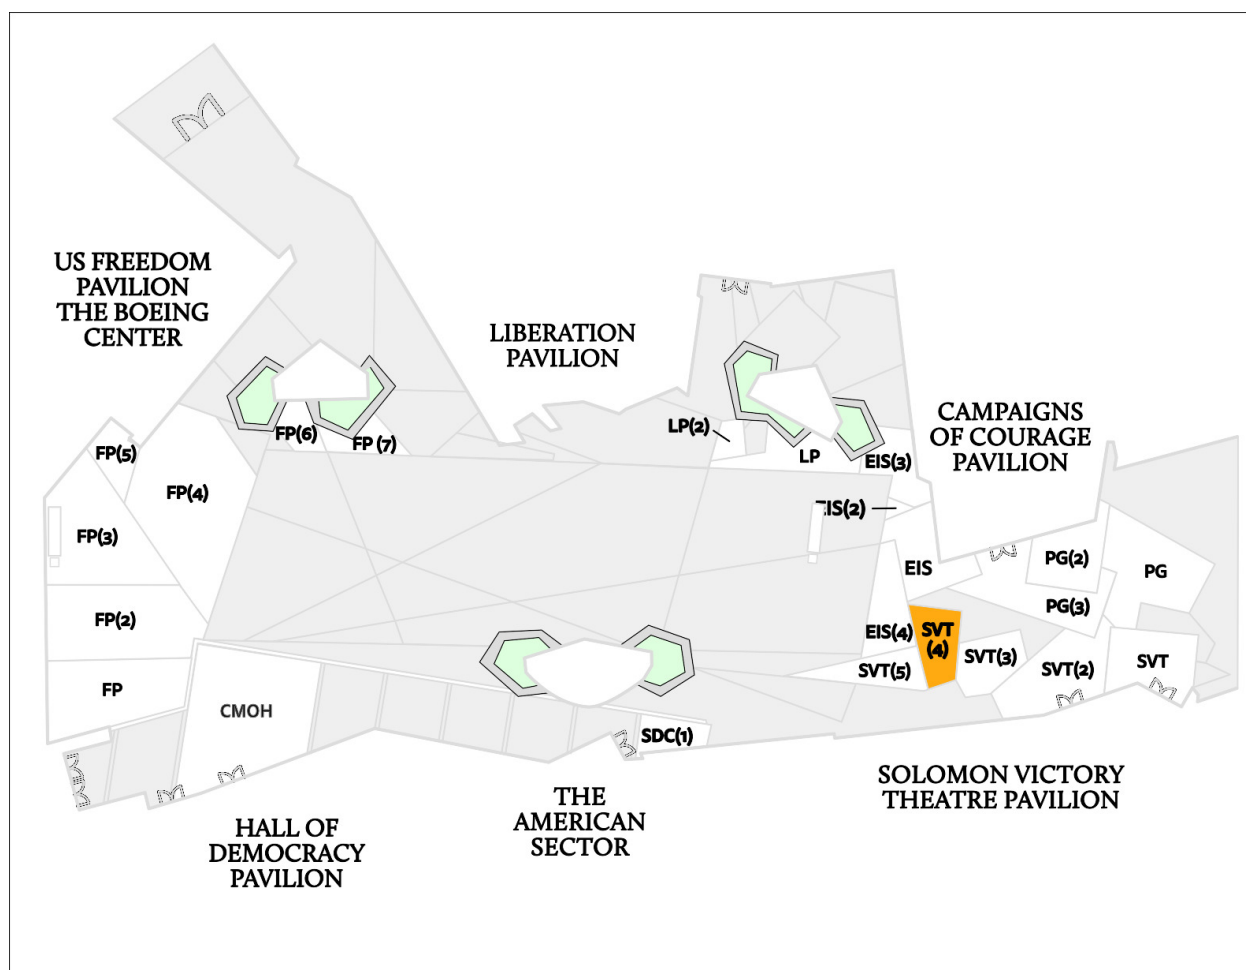 US FREEDOM
PAVILION
THE BOEING
CENTER
LIBERATION
PAVILION
CAMPAIGNS
OF COURAGE
PAVILION
FP(6)
FP (7)
LP(2)
LP
EIS(3)
FP(5)
FP(4)
EIS(2)
FP(3)
EIS
PG(2)
PG
PG(3)
FP(2)
EIS(4)
SVT
(4)
SVT(3)
SVT(5)
SVT(2)
SVT
FP
CMOH
SDC(1)
SOLOMON VICTORY
THEATRE PAVILION
THE
AMERICAN
SECTOR
HALL OF
DEMOCRACY
PAVILION